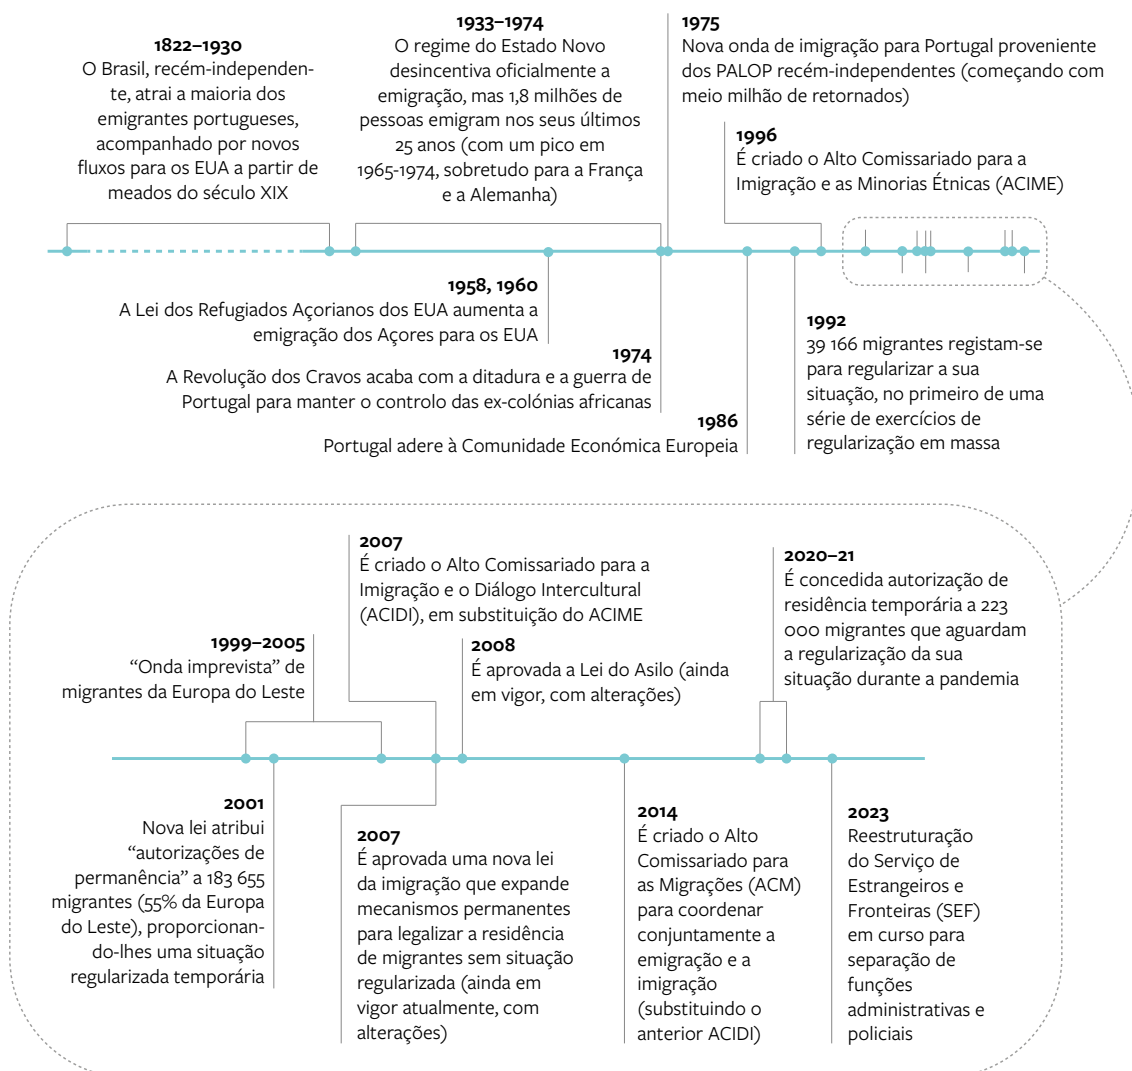 1822–1930
O Brasil, recém-independen-
te, atrai a maioria dos
emigrantes portugueses,
acompanhado por novos
fluxos para os EUA a partir de
meados do século XIX
1933–1974
O regime do Estado Novo
desincentiva oficialmente a
emigração, mas 1,8 milhões de
pessoas emigram nos seus últimos
25 anos (com um pico em
1965-1974, sobretudo para a França
e a Alemanha)
1975
Nova onda de imigração para Portugal proveniente
dos PALOP recém-independentes (começando com
meio milhão de retornados)
1996
É criado o Alto Comissariado para a
Imigração e as Minorias Étnicas (ACIME)
1958, 1960
A Lei dos Refugiados Açorianos dos EUA aumenta a
emigração dos Açores para os EUA
1974
A Revolução dos Cravos acaba com a ditadura e a guerra de
Portugal para manter o controlo das ex-colónias africanas
1986
Portugal adere à Comunidade Económica Europeia
1992
39 166 migrantes registam-se
para regularizar a sua
situação, no primeiro de uma
série de exercícios de
regularização em massa
1999–2005
“Onda imprevista” de
migrantes da Europa do Leste
2007
É criado o Alto Comissariado para a
Imigração e o Diálogo Intercultural
(ACIDI), em substituição do ACIME
2008
É aprovada a Lei do Asilo (ainda
em vigor, com alterações)
2020–21
É concedida autorização de
residência temporária a 223
000 migrantes que aguardam
a regularização da sua
situação durante a pandemia
2001
Nova lei atribui
“autorizações de
permanência” a 183 655
migrantes (55% da Europa
do Leste), proporcionan-
do-lhes uma situação
regularizada temporária
2007
É aprovada uma nova lei
da imigração que expande
mecanismos permanentes
para legalizar a residência
de migrantes sem situação
regularizada (ainda em
vigor atualmente, com
alterações)
2014
É criado o Alto
Comissariado para
as Migrações (ACM)
para coordenar
conjuntamente a
emigração e a
imigração
(substituindo o
anterior ACIDI)
2023
Reestruturação
do Serviço de
Estrangeiros e
Fronteiras (SEF)
em curso para
separação de
funções
administrativas e
policiais